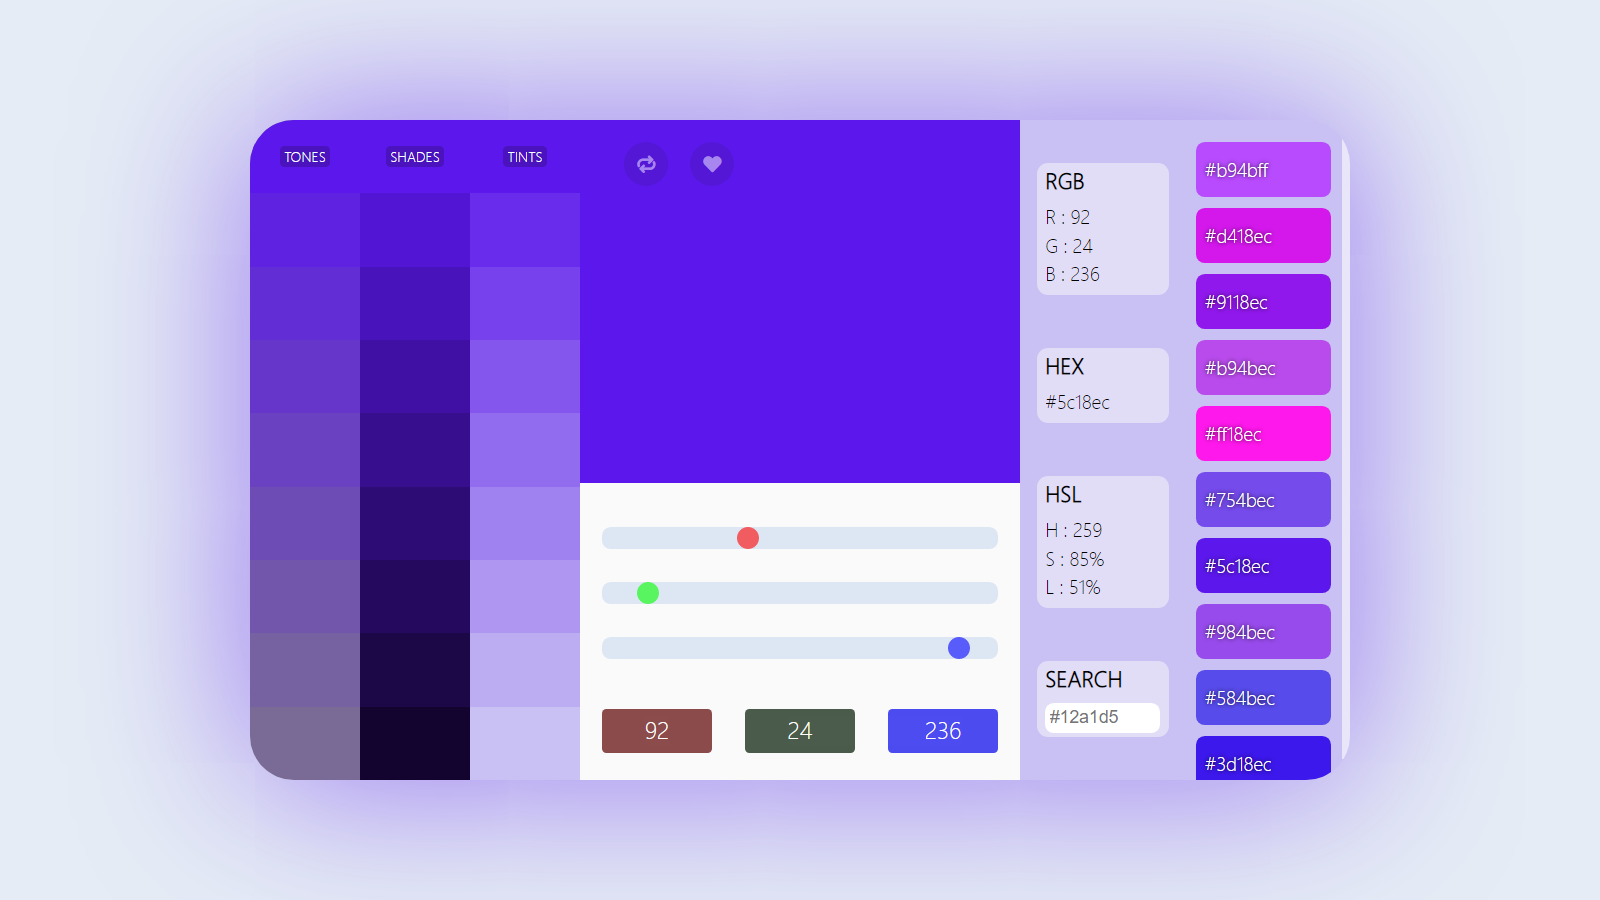 TONES
SHADES
TINTS
RGB
R : 92
G : 24
B : 236
HEX
#5c18ec
HSL
H : 259
S : 85%
L : 51%
SEARCH
#12a1d5
92
24
236
#b94bff
#d418ec
#9118ec
#b94bec
#ff18ec
#754bec
#5c18ec
#984bec
#584bec
#3d18ec